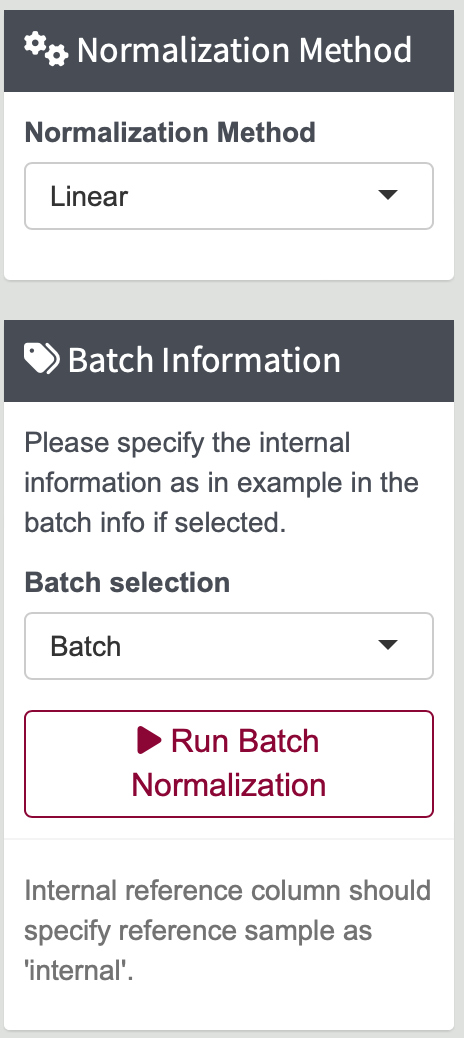 Normalization Method
Normalization Method
Linear
Batch Information
Please specify the internal
information as in example in the
batch info if selected.
Batch selection
Batch
Run Batch
Normalization
Internal reference column should
specify reference sample as
'internal'.